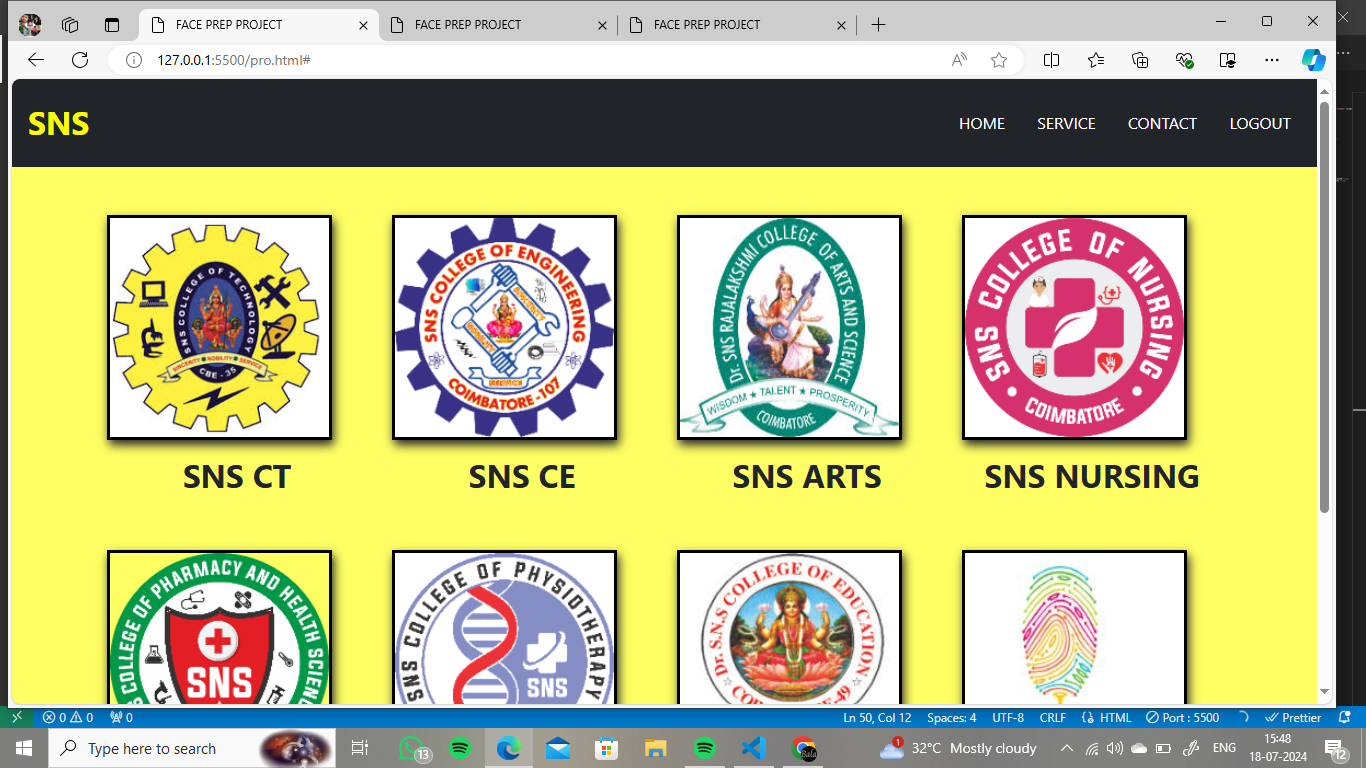 FACE PREP PROJECT
FACE PREP PROJECT
FACE PREP PROJECT
127.0.0.1:5500/pro.html#
SNS
HOME SERVICE CONTACT LOGOUT
SNS COLLEGE OF TECHNOLOGY
SINCERITY NOBILITY SERVICE
CBE - 35
SNS COLLEGE OF ENGINEERING
SINCERITY
NOBILITY
SERVICE
COIMBATORE -107
Dr. SNS RAJALAKSHMI COLLEGE OF ARTS AND SCIENCE
WISDOM ★ TALENT ★ PROSPERITY
COIMBATORE
SNS COLLEGE OF NURSING
• COIMBATORE •
SNS CT
SNS CE
SNS ARTS
SNS NURSING
COLLEGE OF PHARMACY AND HEALTH SCIEN
SNS
SNS COLLEGE OF PHYSIOTHERAPY
SNS
Dr. S.N.S COLLEGE OF EDUCATION
-49
0 0 0
Ln 50, Col 12 Spaces: 4 UTF-8 CRLF HTML Port : 5500 Prettier
Type here to search
13
1
32°C Mostly cloudy
ENG
15:48
18-07-2024
12